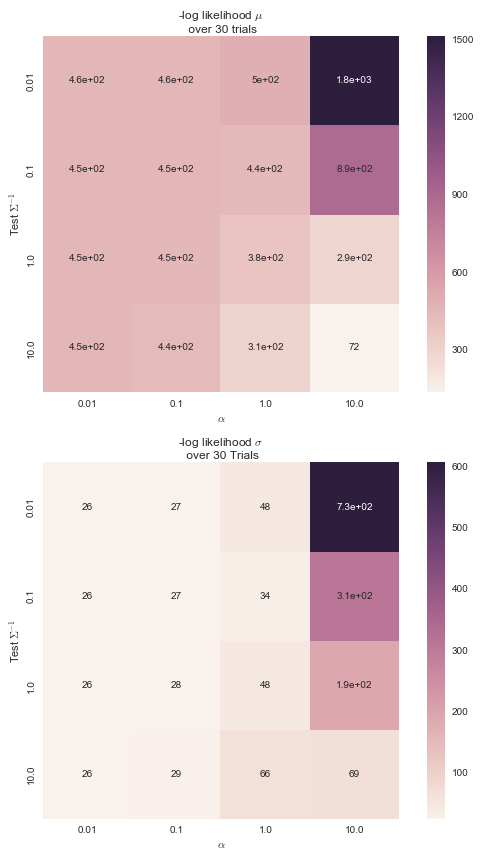 -log likelihood μ
over 30 trials
0.01 4.6e+02 4.6e+02 5e+02 1.8e+03
0.1 4.5e+02 4.5e+02 4.4e+02 8.9e+02
1.0 4.5e+02 4.5e+02 3.8e+02 2.9e+02
10.0 4.5e+02 4.4e+02 3.1e+02 72
Test Σ⁻¹
0.01 0.1 1.0 10.0
α
1500
1200
900
600
300
-log likelihood σ
over 30 Trials
0.01 26 27 48 7.3e+02
0.1 26 27 34 3.1e+02
1.0 26 28 48 1.9e+02
10.0 26 29 66 69
Test Σ⁻¹
0.01 0.1 1.0 10.0
α
600
500
400
300
200
100